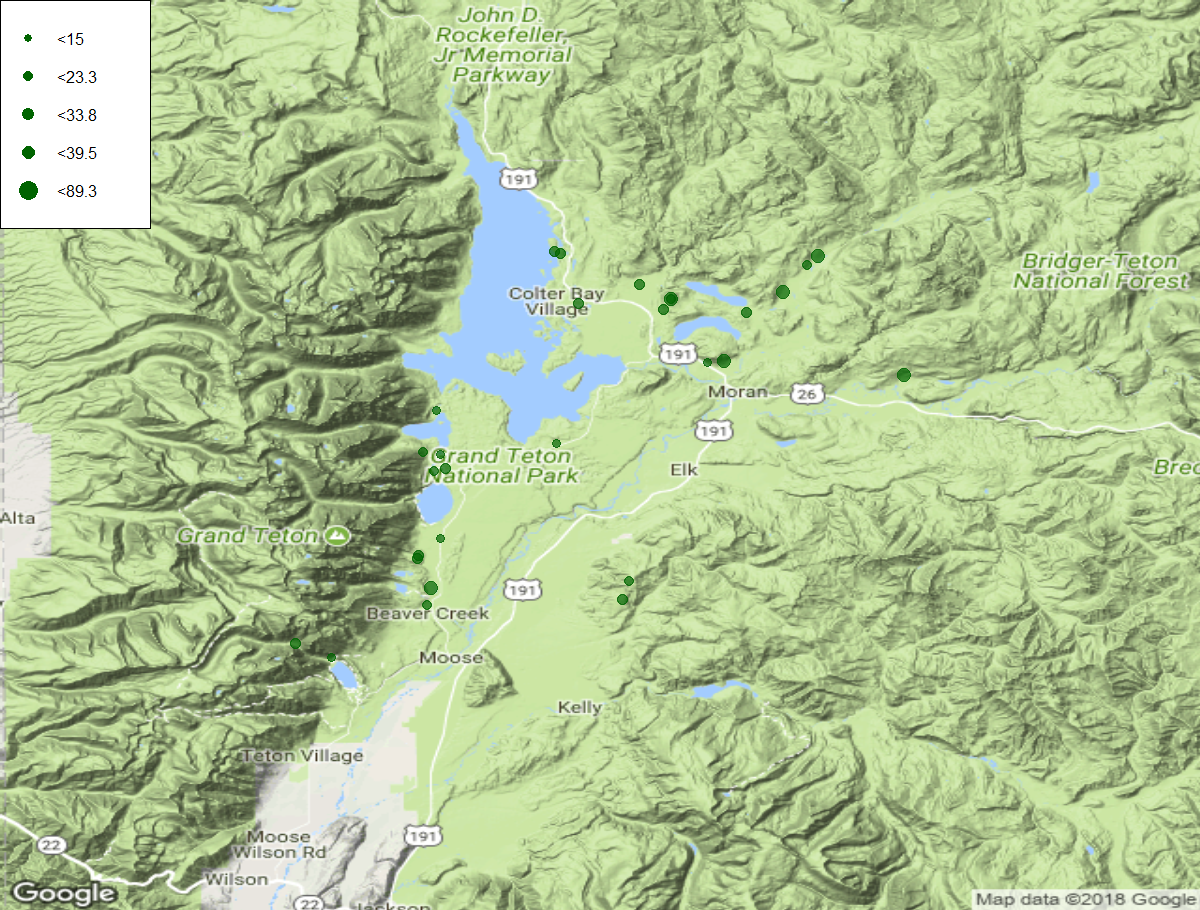 <15
<23.3
<33.8
<39.5
<89.3
John D.
Rockefeller,
Jr Memorial
Parkway
191
Bridger-Teton
National Forest
Colter Bay
Village
191
Moran
26
191
Grand Teton
National Park
Elk
Alta
Grand Teton
191
Beaver Creek
Moose
Kelly
Teton Village
191
22
Moose
Wilson Rd
Wilson
22
Google
Map data ©2018 Google